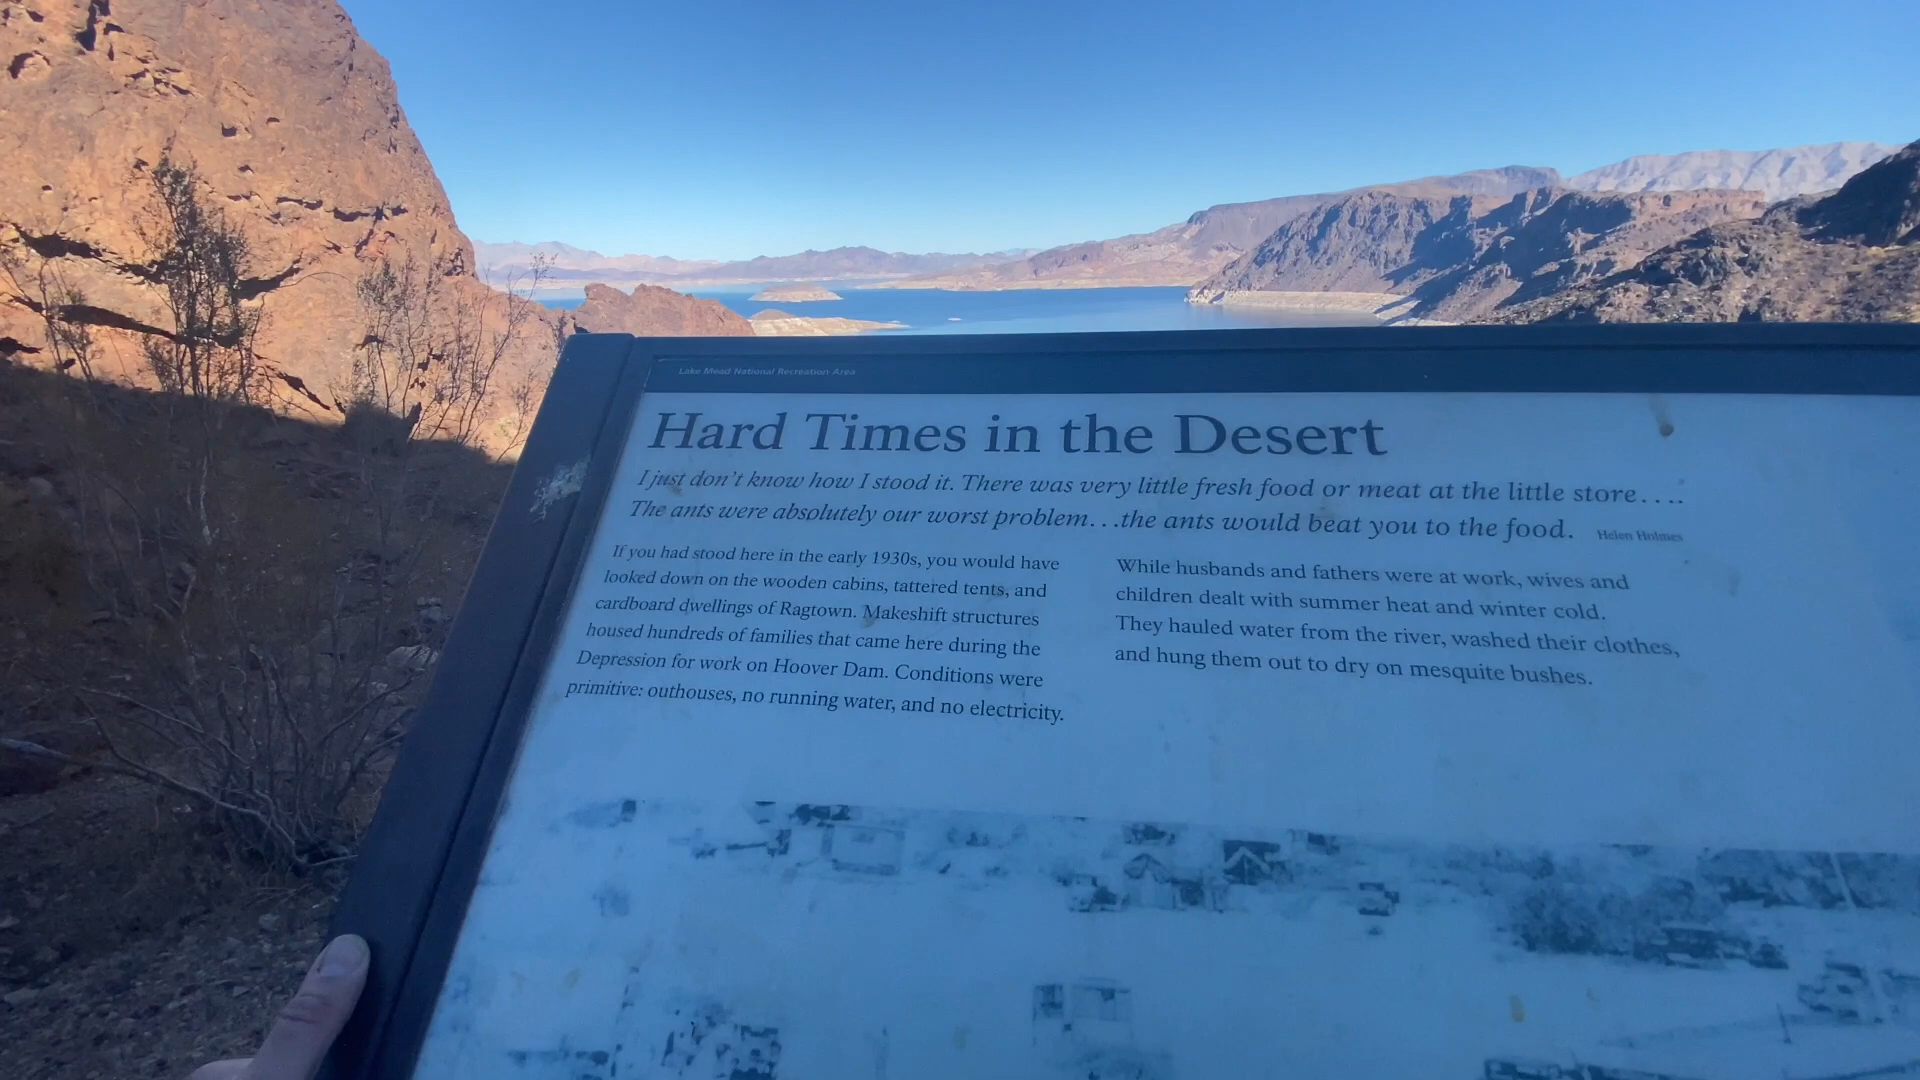 Lake Mead National Recreation Area
Hard Times in the Desert
I just don't know how I stood it. There was very little fresh food or meat at the little store....
The ants were absolutely our worst problem...the ants would beat you to the food. Helen Holmes
If you had stood here in the early 1930s, you would have
looked down on the wooden cabins, tattered tents, and
cardboard dwellings of Ragtown. Makeshift structures
housed hundreds of families that came here during the
Depression for work on Hoover Dam. Conditions were
primitive: outhouses, no running water, and no electricity.
While husbands and fathers were at work, wives and
children dealt with summer heat and winter cold.
They hauled water from the river, washed their clothes,
and hung them out to dry on mesquite bushes.